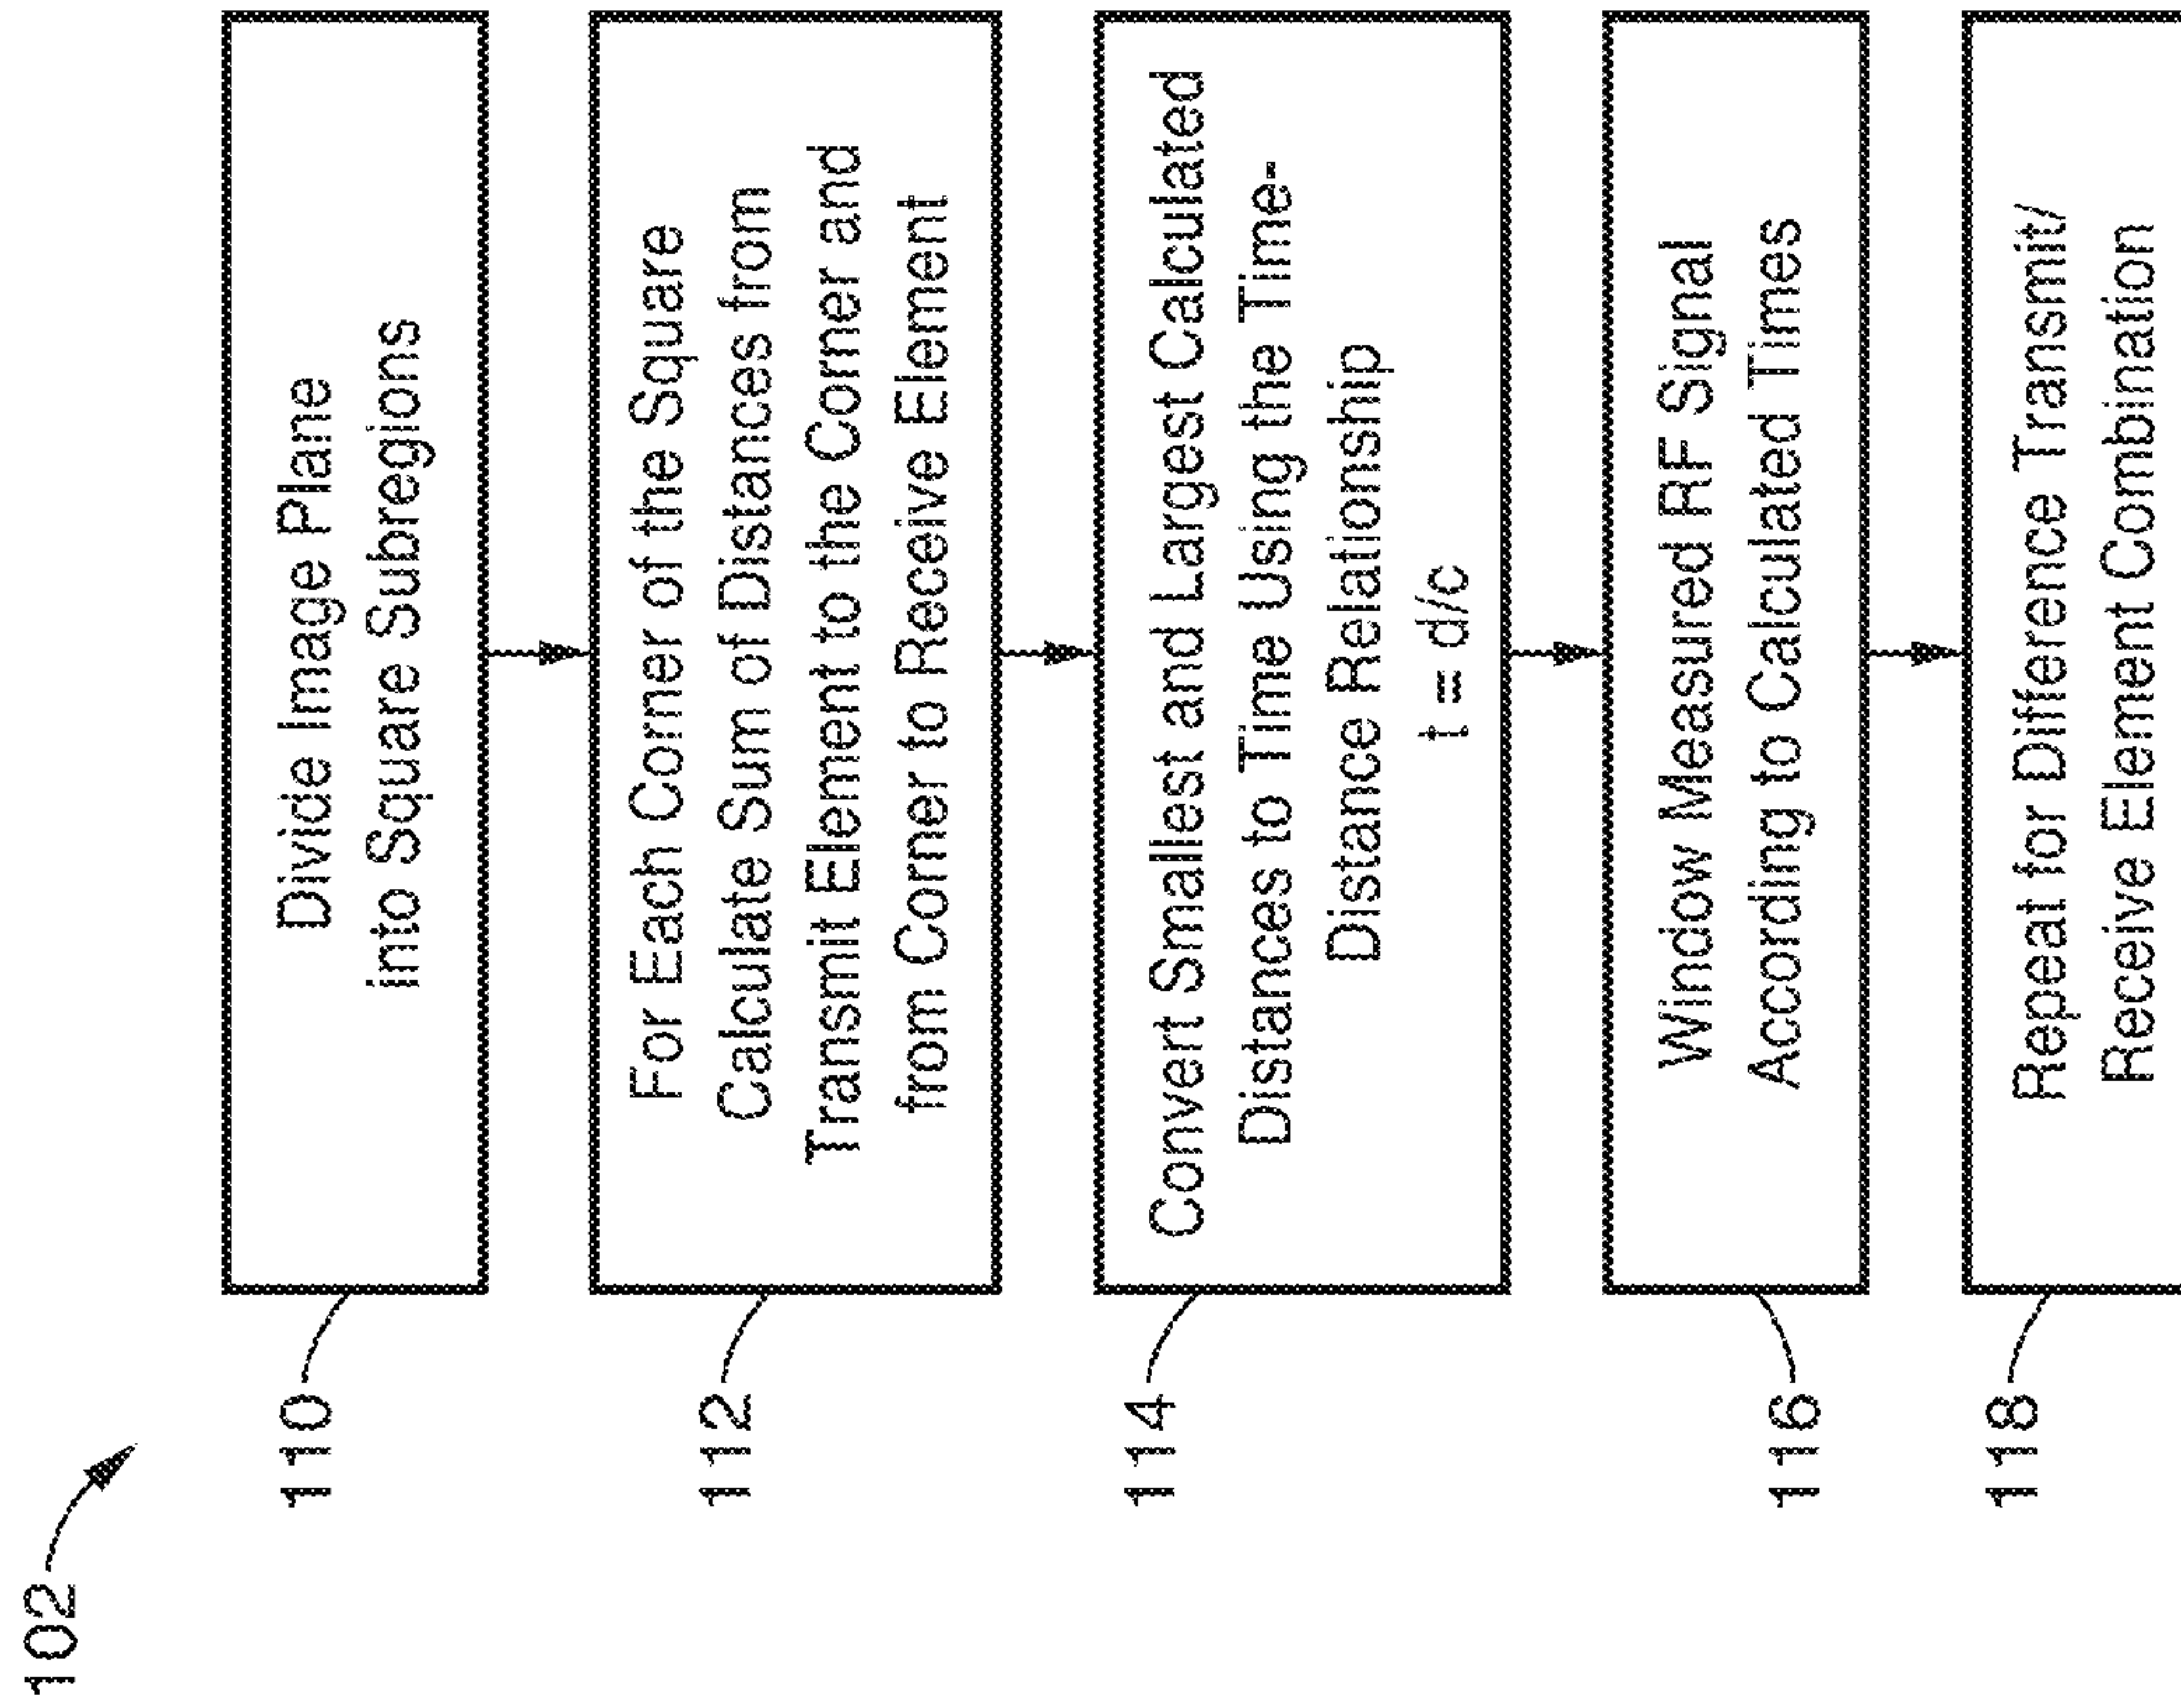 102
110
Divide Image Plane
into Square Subregions
112
For Each Corner of the Square
Calculate Sum of Distances from
Transmit Element to the Corner and
from Corner to Receive Element
114
Convert Smallest and Largest Calculated
Distances to Time Using the Time-
Distance Relationship
t = d/c
116
Window Measured RF Signal
According to Calculated Times
118
Repeat for Difference Transmit/
Receive Element Combination